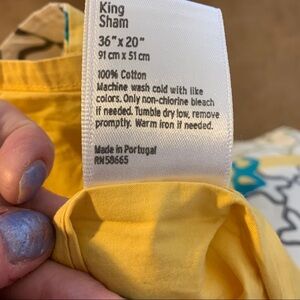 King
Sham
36" x 20"
91 cm x 51 cm
100% Cotton
Machine wash cold with like
colors. Only non-chlorine bleach
if needed. Tumble dry low, remove
promptly. Warm iron if needed.
Made in Portugal
RN58665